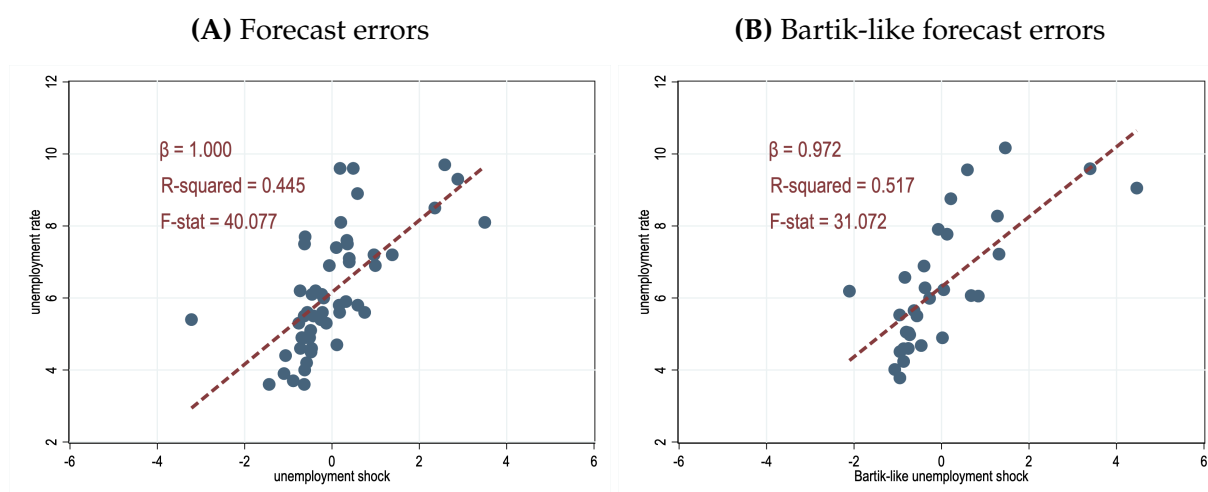 (A) Forecast errors
12
10
8
6
4
2
unemployment rate
β = 1.000
R-squared = 0.445
F-stat = 40.077
-6 -4 -2 0 2 4 6
unemployment shock
(B) Bartik-like forecast errors
12
10
8
6
4
2
unemployment rate
β = 0.972
R-squared = 0.517
F-stat = 31.072
-6 -4 -2 0 2 4 6
Bartik-like unemployment shock